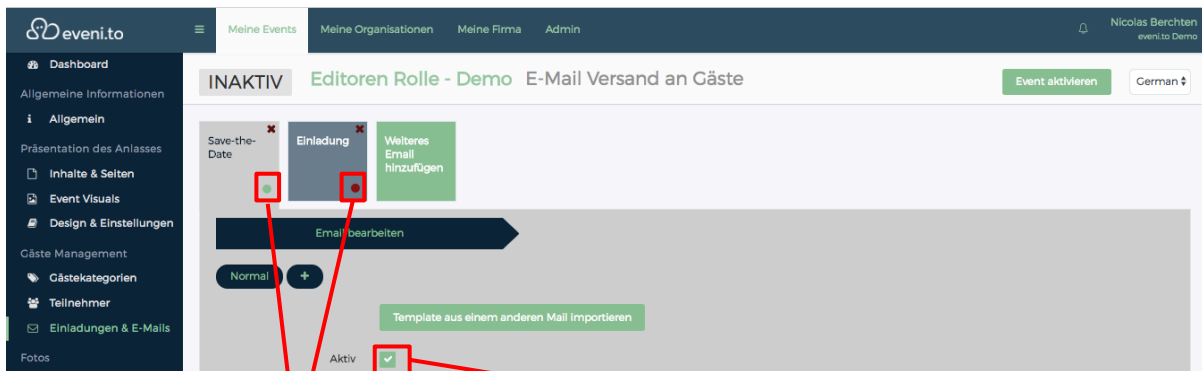 eveni.to
Meine Events
Meine Organisationen
Meine Firma
Admin
Nicolas Berchten
eveni.to Demo
Dashboard
Allgemeine Informationen
Allgemein
Präsentation des Anlasses
Inhalte & Seiten
Event Visuals
Design & Einstellungen
Gäste Management
Gästekategorien
Teilnehmer
Einladungen & E-Mails
Fotos
INAKTIV
Editoren Rolle - Demo E-Mail Versand an Gäste
Event aktivieren
German
Save-the-
Date
Einladung
Weiteres
Email
hinzufügen
Email bearbeiten
Normal
+
Template aus einem anderen Mail importieren
Aktiv